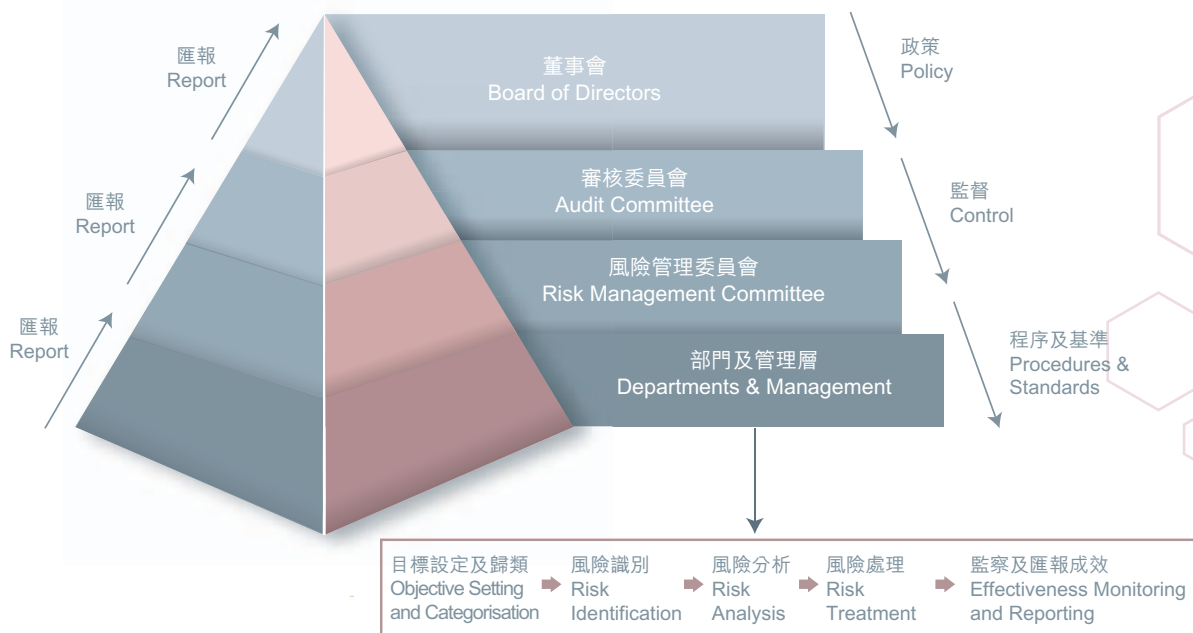 匯報
Report
董事會
Board of Directors
政策
Policy
匯報
Report
審核委員會
Audit Committee
監督
Control
匯報
Report
風險管理委員會
Risk Management Committee
程序及基準
Procedures &
Standards
部門及管理層
Departments & Management
目標設定及歸類
Objective Setting
and Categorisation
風險識別
Risk
Identification
風險分析
Risk
Analysis
風險處理
Risk
Treatment
監察及匯報成效
Effectiveness Monitoring
and Reporting